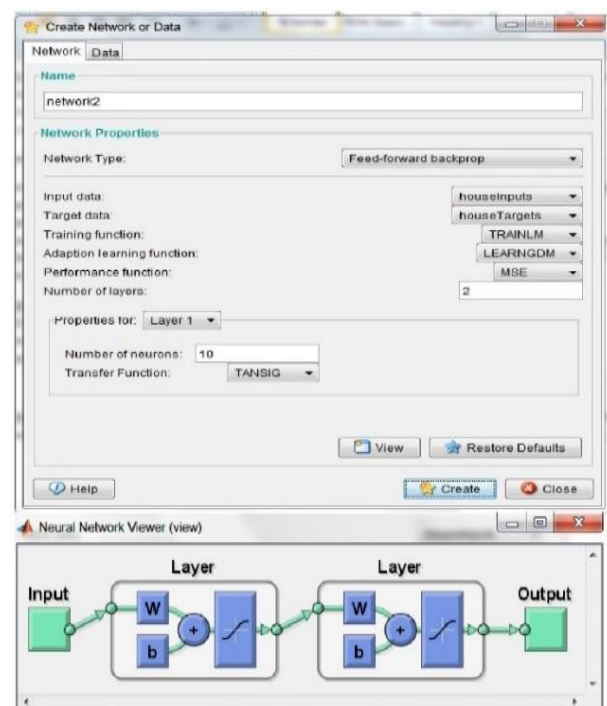 Create Network or Data
Network Data
Name
network2
Network Properties
Network Type: Feed-forward backprop
Input data: houseInputs
Target data: houseTargets
Training function: TRAINLM
Adaption learning function: LEARNGDM
Performance function: MSE
Number of layers: 2
Properties for: Layer 1
Number of neurons: 10
Transfer Function: TANSIG
View Restore Defaults
Help Create Close
Neural Network Viewer (view)
Layer Layer
Input Output
W W
+ +
b b